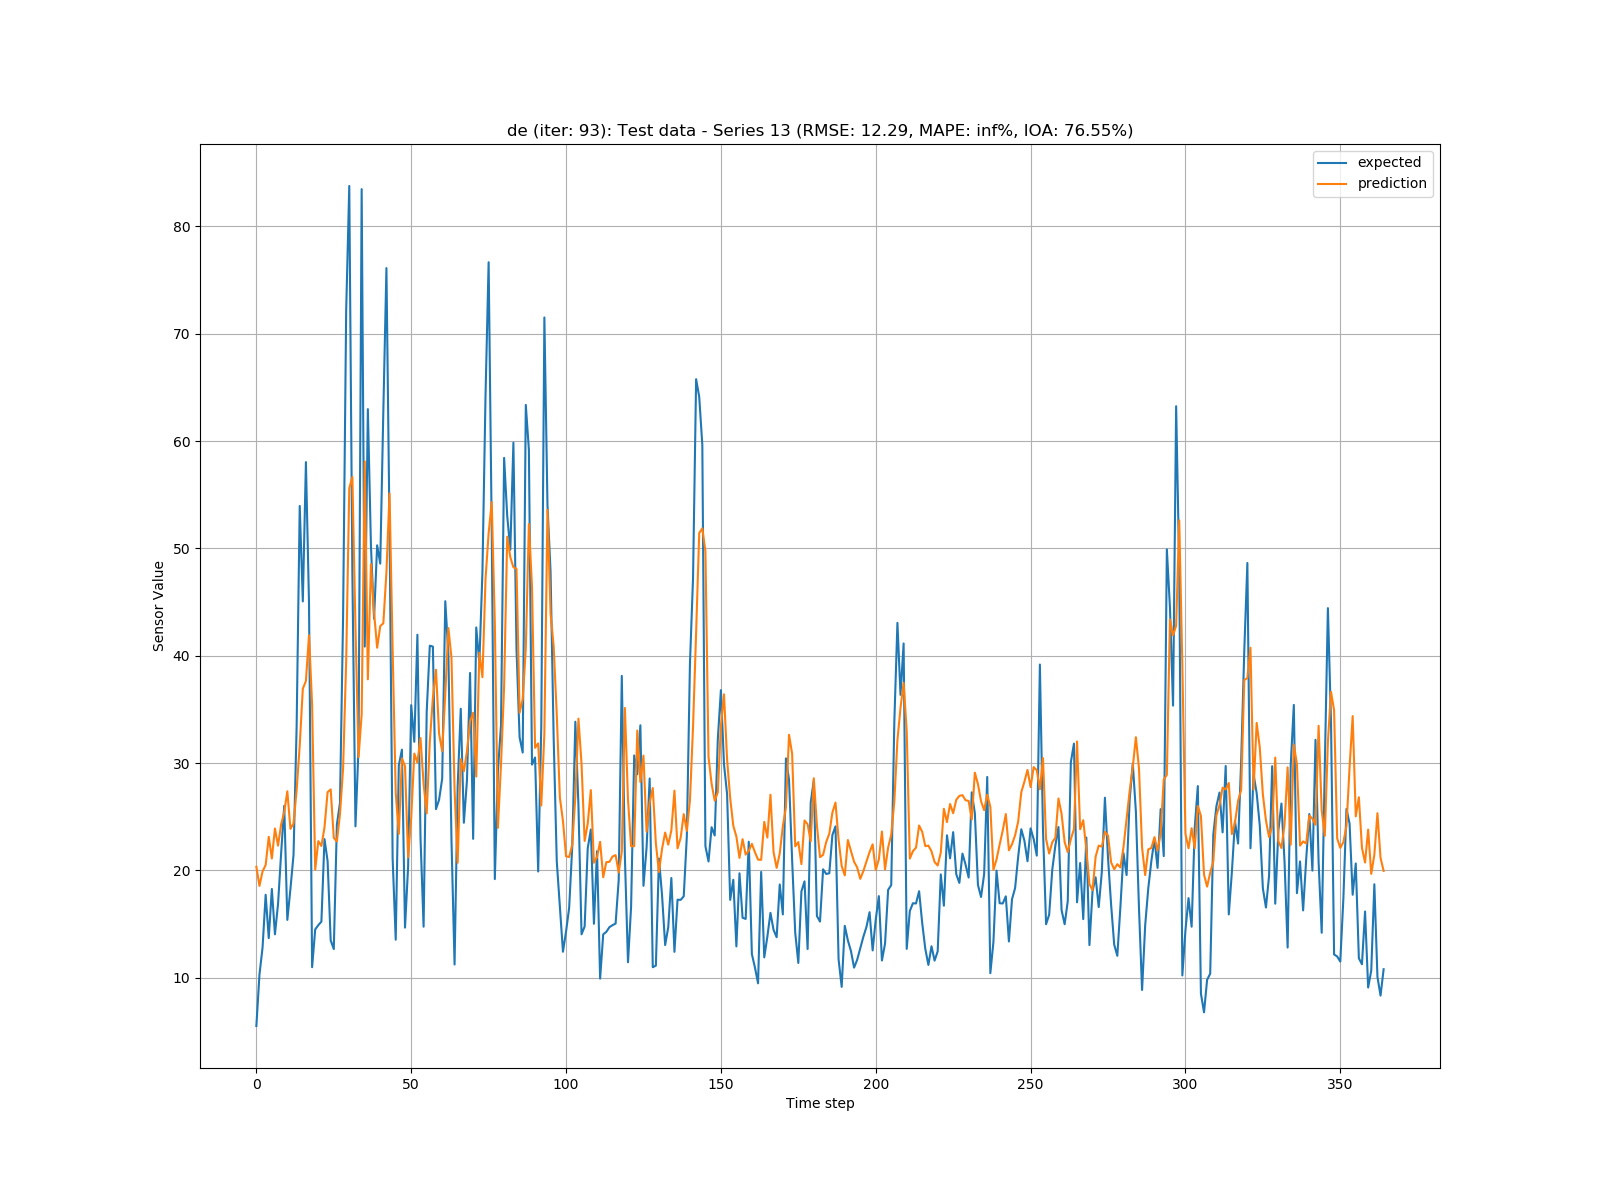 de (iter: 93): Test data - Series 13 (RMSE: 12.29, MAPE: inf%, IOA: 76.55%)
expected
prediction
80
70
60
50
40
30
20
10
Sensor Value
0 50 100 150 200 250 300 350
Time step